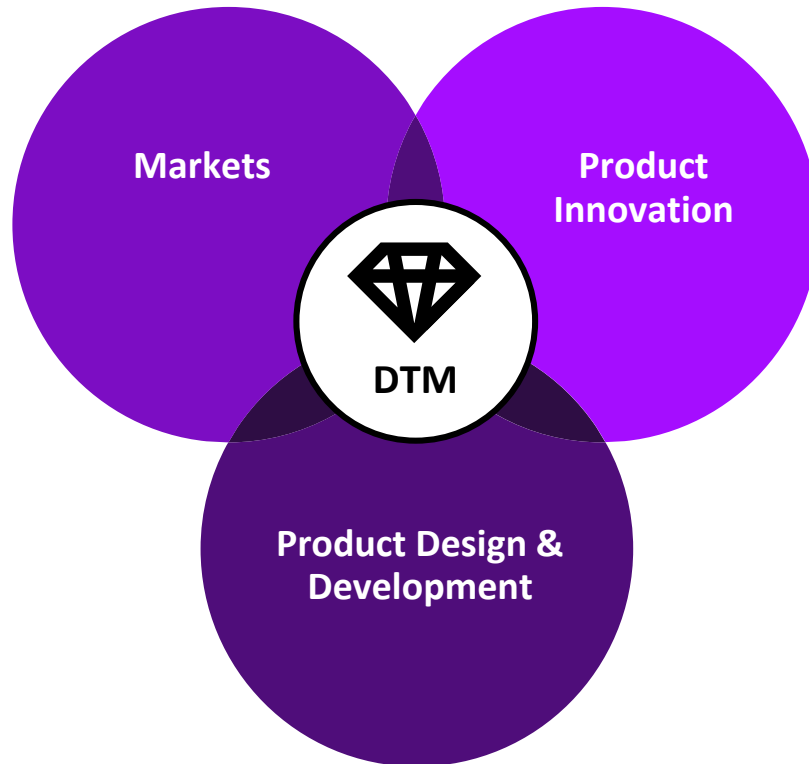 Markets
Product
Innovation
DTM
Product Design &
Development